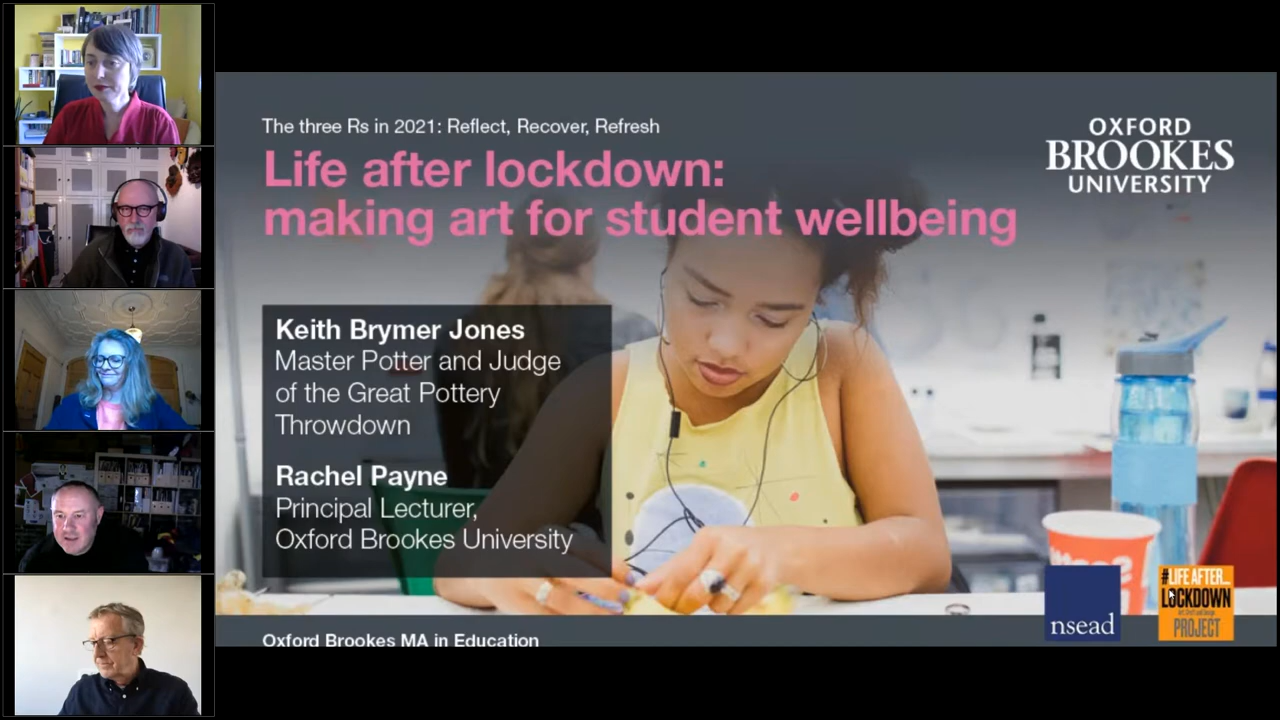 The three Rs in 2021: Reflect, Recover, Refresh
Life after lockdown:
making art for student wellbeing
OXFORD
BROOKES
UNIVERSITY
Keith Brymer Jones
Master Potter and Judge
of the Great Pottery
Throwdown
Rachel Payne
Principal Lecturer,
Oxford Brookes University
nsead
#LIFE AFTER...
LOCKDOWN
PROJECT
Oxford Brookes MA in Education